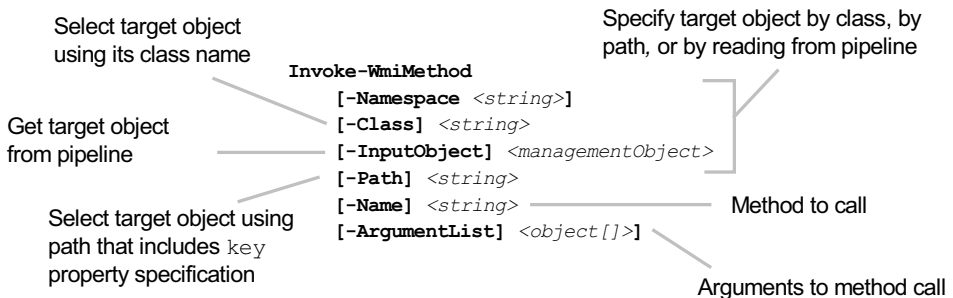 Select target object
using its class name
Specify target object by class, by
path, or by reading from pipeline
Invoke-WmiMethod
[-Namespace <string>]
[-Class] <string>
[-InputObject] <managementObject>
[-Path] <string>
[-Name] <string>
[-ArgumentList] <object[]>]
Get target object
from pipeline
Select target object using
path that includes key
property specification
Method to call
Arguments to method call